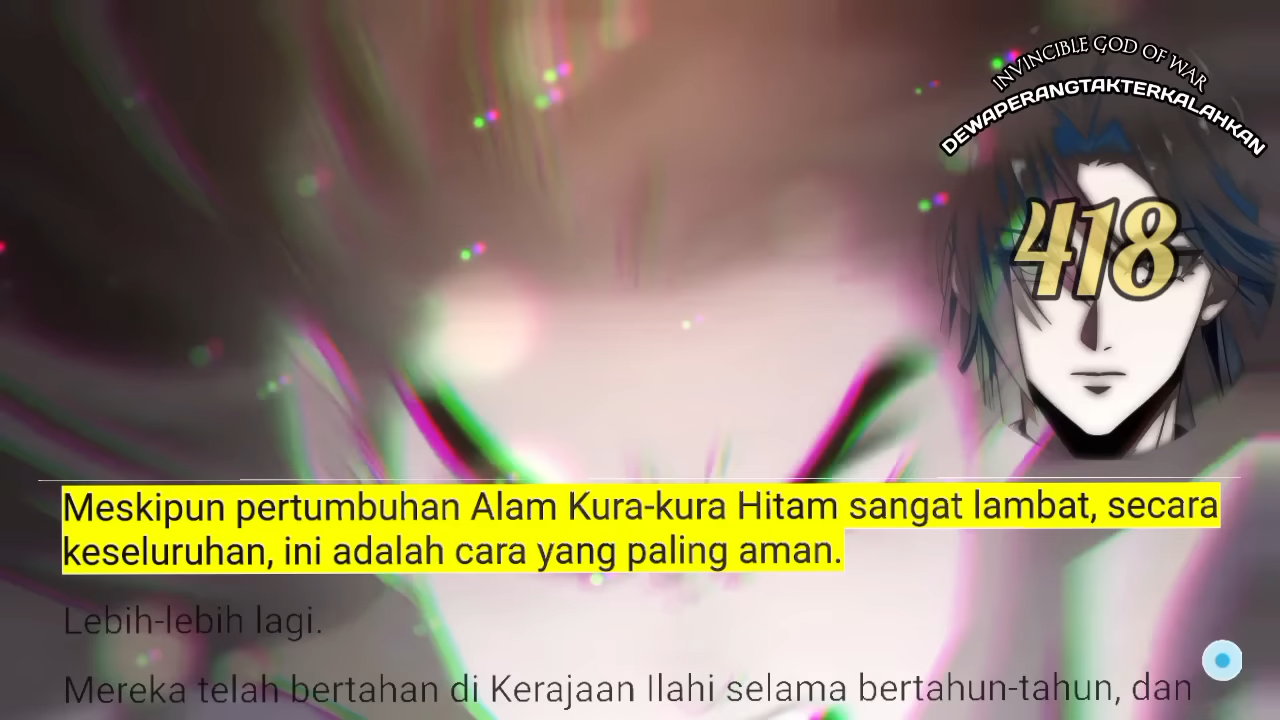 INVINCIBLE GOD OF WAR
DEWAPERANGTAKTERKALAHKAN
418
Meskipun pertumbuhan Alam Kura-kura Hitam sangat lambat, secara
keseluruhan, ini adalah cara yang paling aman.
Lebih-lebih lagi.
Mereka telah bertahan di Kerajaan Ilahi selama bertahun-tahun, dan